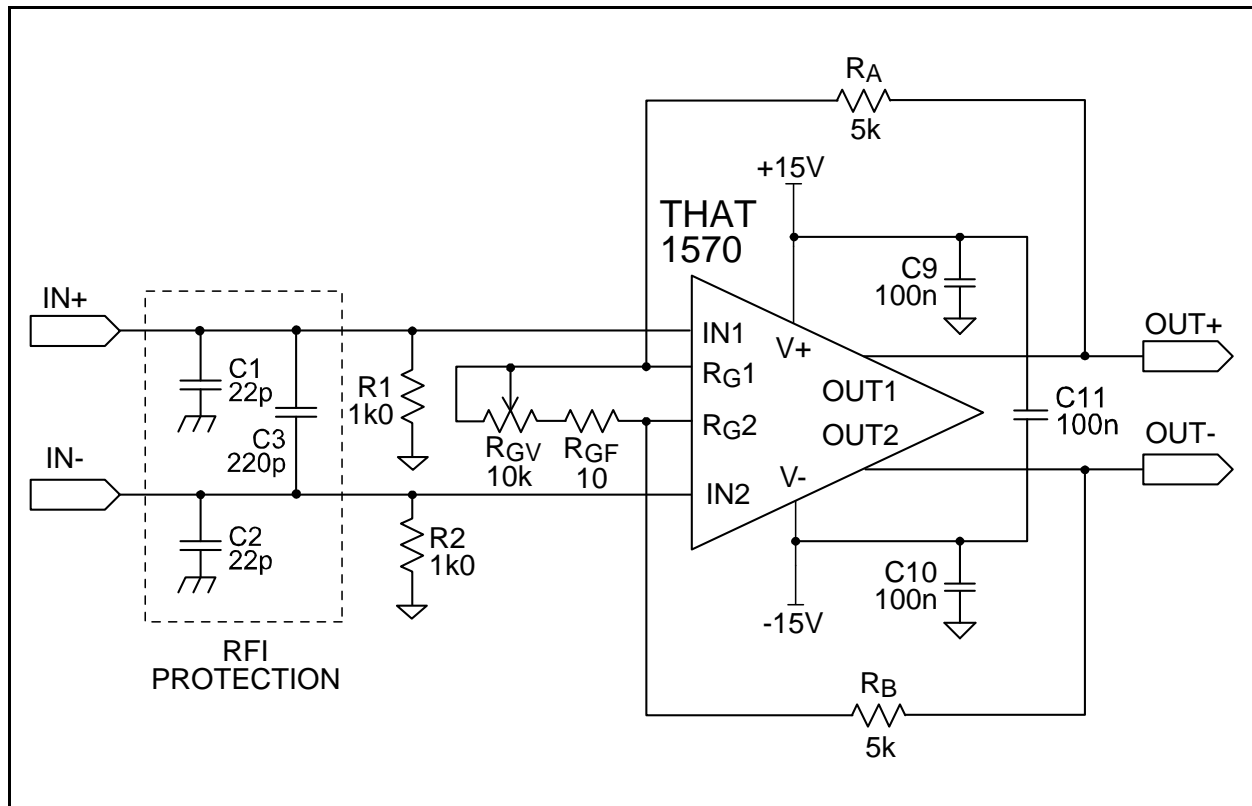 RA
5k
+15V
THAT
1570
C9
100n
IN+
IN1
V+
OUT+
C1
22p
R1
1k0
RG1
OUT1
C11
100n
C3
220p
RGV
10k
RGF
10
RG2
OUT2
OUT-
IN-
IN2
V-
C2
22p
R2
1k0
C10
100n
-15V
RFI
PROTECTION
RB
5k